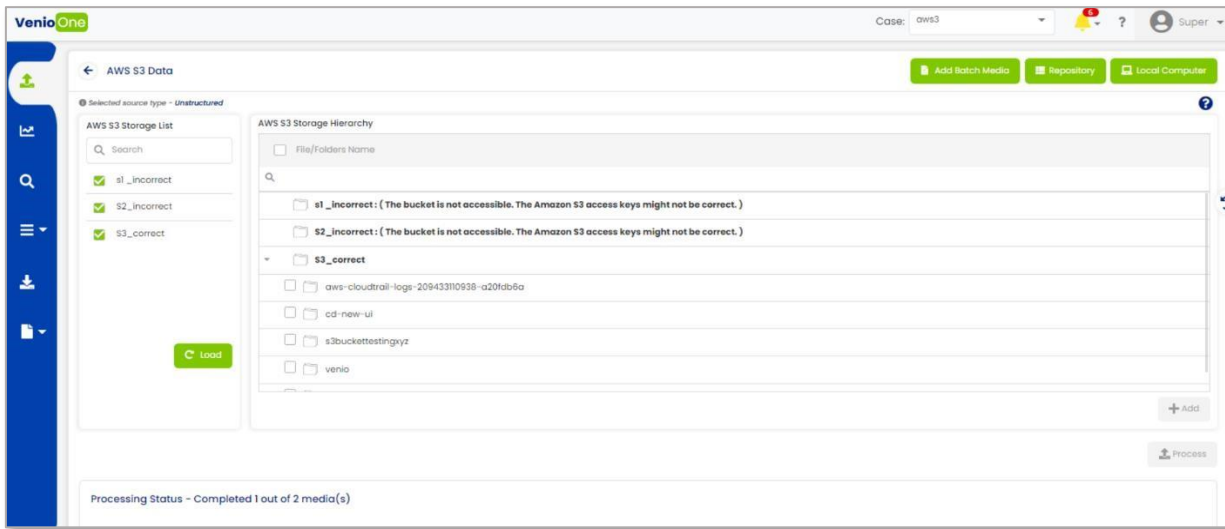 VenioOne
Case: aws3
6
?
Super
AWS S3 Data
Add Batch Media
Repository
Local Computer
Selected source type - Unstructured
?
AWS S3 Storage List
Search
s1 _incorrect
S2_incorrect
S3_correct
Load
AWS S3 Storage Hierarchy
File/Folders Name
s1 _incorrect : ( The bucket is not accessible. The Amazon S3 access keys might not be correct. )
S2_incorrect : ( The bucket is not accessible. The Amazon S3 access keys might not be correct. )
S3_correct
aws-cloudtrail-logs-209433110938-a20fdb6a
cd-new-ui
s3buckettestingxyz
venio
+ Add
Process
Processing Status - Completed 1 out of 2 media(s)